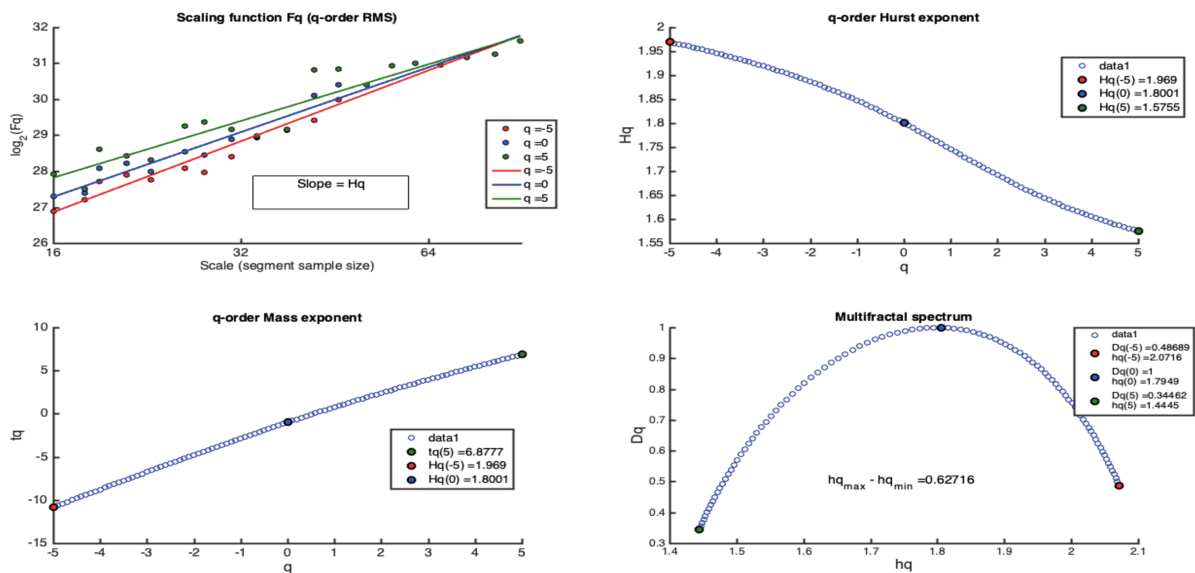 Scaling function Fq (q-order RMS)
32
31
30
29
28
27
26
log2(Fq)
16
32
64
Scale (segment sample size)
Slope = Hq
q =-5
q =0
q =5
q =-5
q =0
q =5
q-order Hurst exponent
2
1.95
1.9
1.85
1.8
1.75
1.7
1.65
1.6
1.55
Hq
-5 -4 -3 -2 -1 0 1 2 3 4 5
q
data1
Hq(-5) =1.969
Hq(0) =1.8001
Hq(5) =1.5755
q-order Mass exponent
10
5
0
-5
-10
-15
tq
-5 -4 -3 -2 -1 0 1 2 3 4 5
q
data1
tq(5) =6.8777
Hq(-5) =1.969
Hq(0) =1.8001
Multifractal spectrum
1
0.9
0.8
0.7
0.6
0.5
0.4
0.3
Dq
1.4 1.5 1.6 1.7 1.8 1.9 2 2.1
hq
hqmax - hqmin =0.62716
data1
Dq(-5) =0.48689
hq(-5) =2.0716
Dq(0) =1
hq(0) =1.7949
Dq(5) =0.34462
hq(5) =1.4445